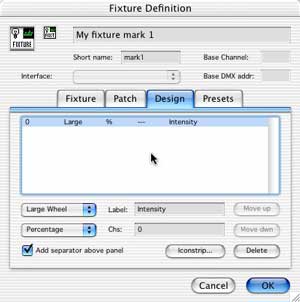 Fixture Definition
FIXTURE
My fixture mark 1
Short name: mark1 Base Channel:
Interface: Base DMX addr:
Fixture Patch Design Presets
0 Large % --- Intensity
Large Wheel Label: Intensity Move up
Percentage Chs: 0 Move dwn
Add separator above panel Iconstrip... Delete
Cancel OK